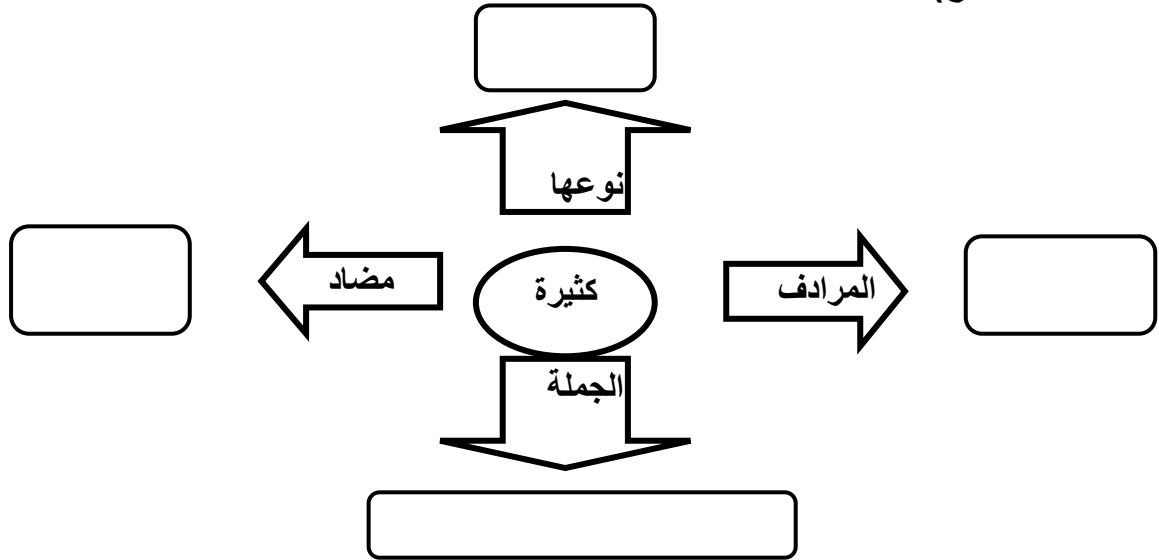 نوعها
المرادف
كثيرة
مضاد
الجملة